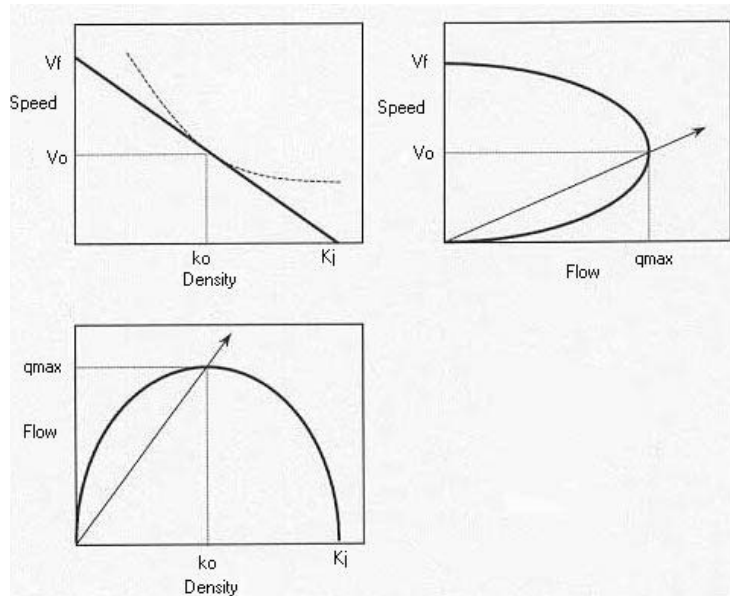 Vf
Speed
Vo
ko
Kj
Density
Vf
Speed
Vo
qmax
Flow
qmax
Flow
ko
Kj
Density